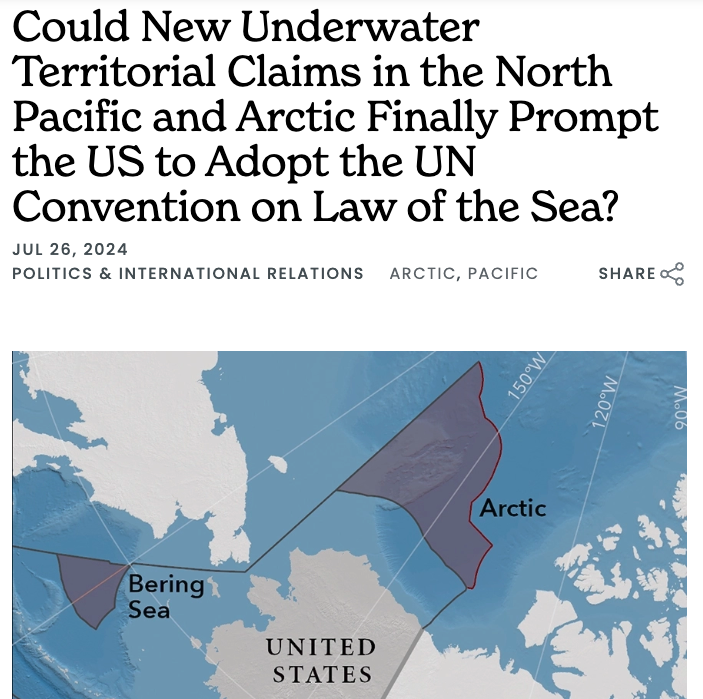 Could New Underwater
Territorial Claims in the North
Pacific and Arctic Finally Prompt
the US to Adopt the UN
Convention on Law of the Sea?
JUL 26, 2024
POLITICS & INTERNATIONAL RELATIONS ARCTIC, PACIFIC SHARE
150°W
120°W
90°W
Arctic
Bering
Sea
UNITED
STATES